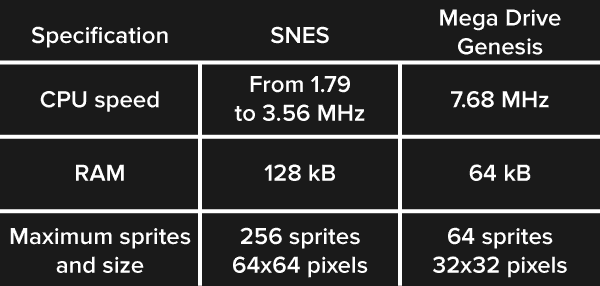 Specification SNES Mega Drive
Genesis
CPU speed From 1.79
to 3.56 MHz 7.68 MHz
RAM 128 kB 64 kB
Maximum sprites 256 sprites 64 sprites
and size 64x64 pixels 32x32 pixels